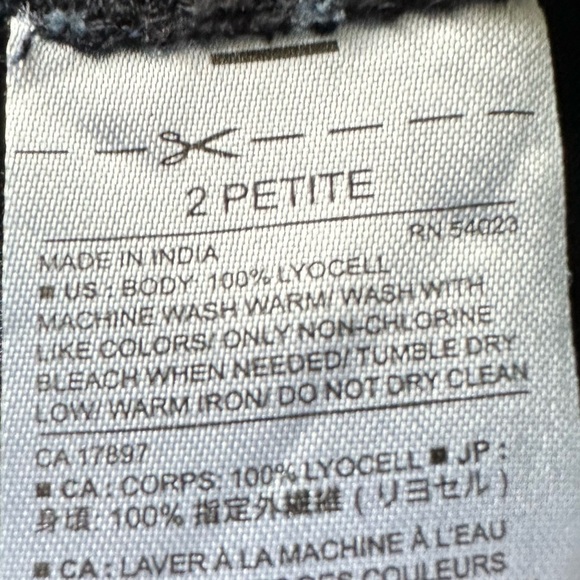 2 PETITE
RN 54023
MADE IN INDIA
■ US : BODY: 100% LYOCELL
MACHINE WASH WARM/ WASH WITH
LIKE COLORS/ ONLY NON-CHLORINE
BLEACH WHEN NEEDED/ TUMBLE DRY
LOW/ WARM IRON/ DO NOT DRY CLEAN
CA 17897
■ CA : CORPS: 100% LYOCELL ■ JP :
身頃: 100% 指定外繊維 ( リヨセル )
■ CA : LAVER À LA MACHINE À L'EAU
COULEURS